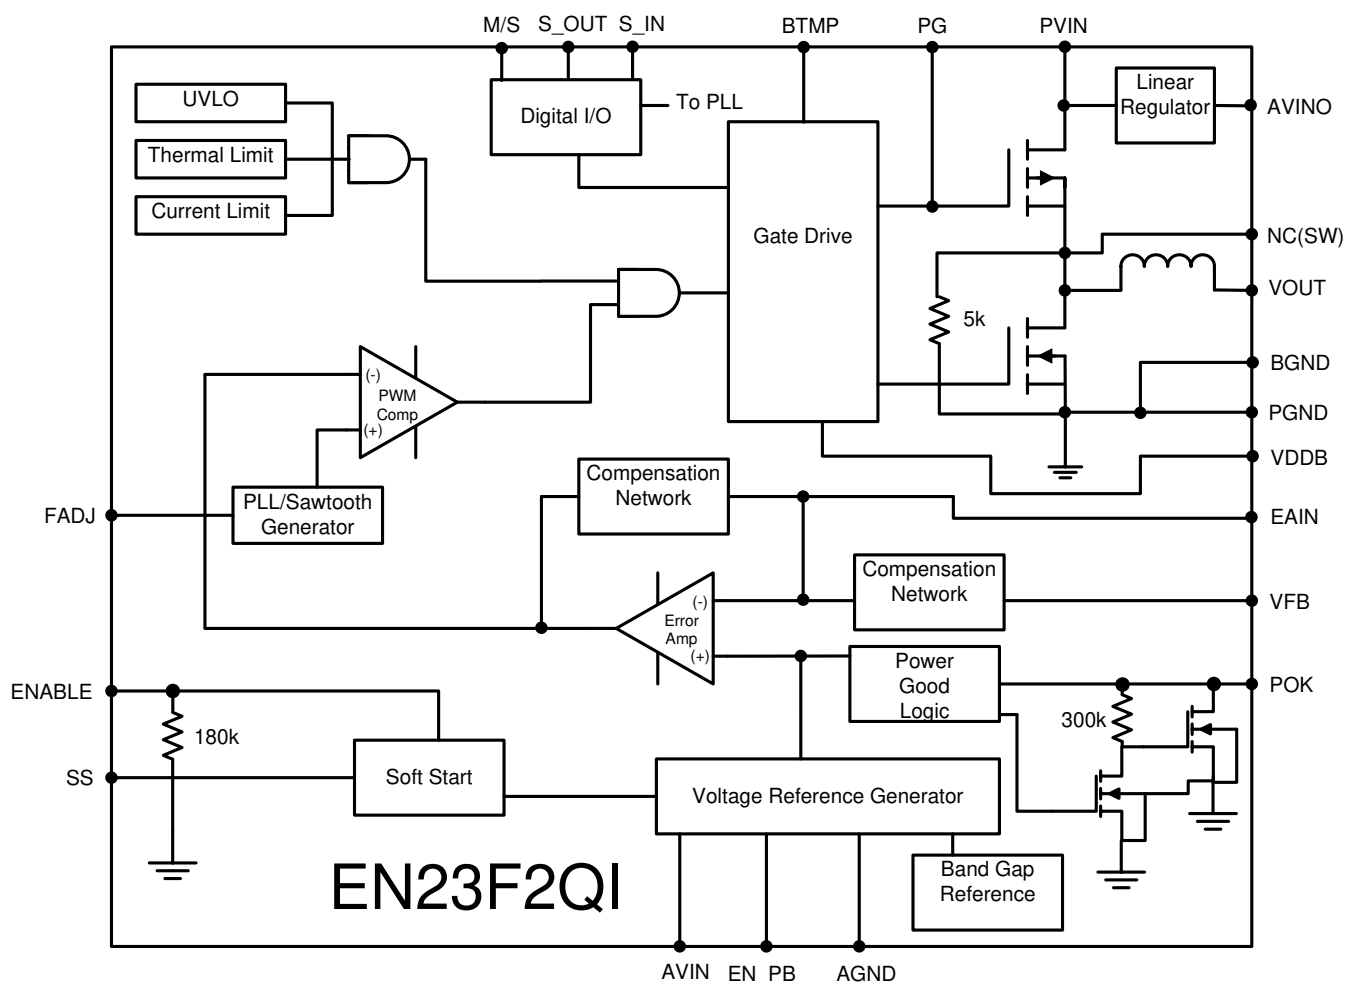 M/S S_OUT S_IN BTMP PG PVIN
UVLO
Thermal Limit
Current Limit
Digital I/O
To PLL
Linear
Regulator
AVINO
Gate Drive
NC(SW)
VOUT
5k
BGND
PGND
VDDB
(-)
PWM
Comp
(+)
PLL/Sawtooth
Generator
FADJ
Compensation
Network
EAIN
Compensation
Network
VFB
(-)
Error
Amp
(+)
Power
Good
Logic
POK
300k
ENABLE
180k
SS
Soft Start
Voltage Reference Generator
Band Gap
Reference
EN23F2QI
AVIN EN PB AGND